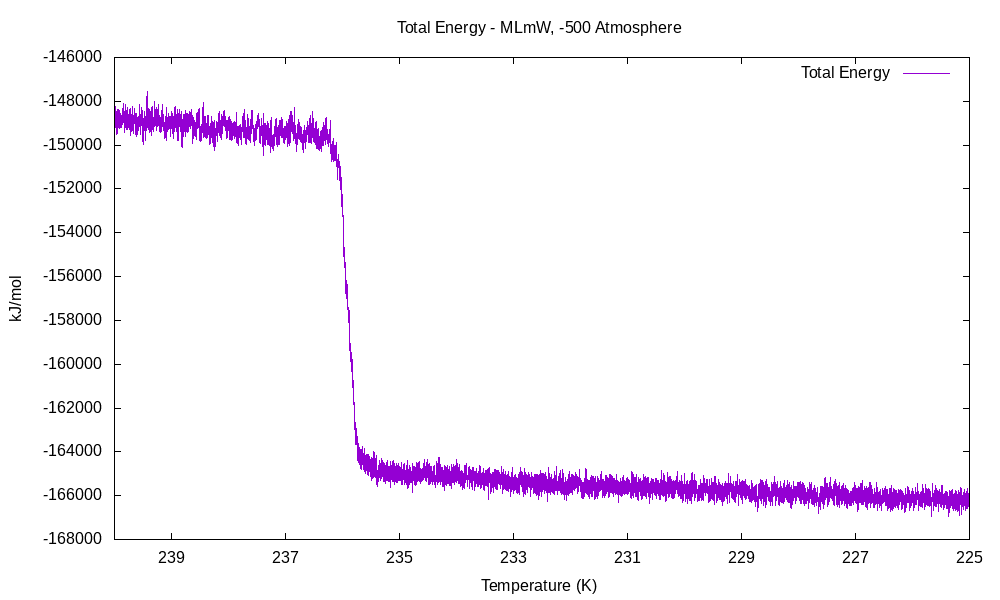 Total Energy - MLmW, -500 Atmosphere
Total Energy
-146000
-148000
-150000
-152000
-154000
-156000
-158000
-160000
-162000
-164000
-166000
-168000
kJ/mol
239 237 235 233 231 229 227 225
Temperature (K)